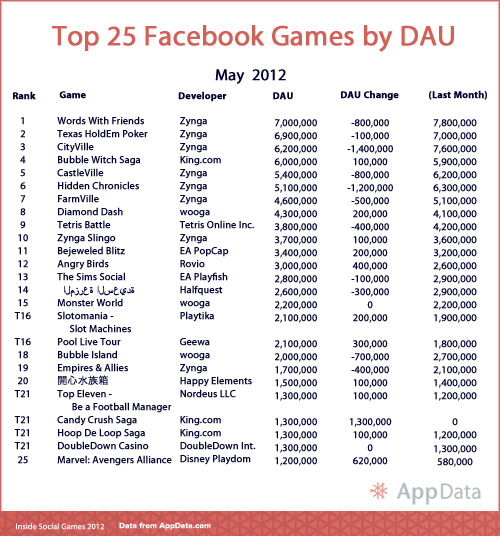 Top 25 Facebook Games by DAU
May 2012
Rank Game Developer DAU DAU Change (Last Month)
1 Words With Friends Zynga 7,000,000 -800,000 7,800,000
2 Texas HoldEm Poker Zynga 6,900,000 -100,000 7,000,000
3 CityVille Zynga 6,200,000 -1,400,000 7,600,000
4 Bubble Witch Saga King.com 6,000,000 100,000 5,900,000
5 CastleVille Zynga 5,400,000 -800,000 6,200,000
6 Hidden Chronicles Zynga 5,100,000 -1,200,000 6,300,000
7 FarmVille Zynga 4,600,000 -500,000 5,100,000
8 Diamond Dash wooga 4,300,000 200,000 4,100,000
9 Tetris Battle Tetris Online Inc. 3,800,000 -400,000 4,200,000
10 Zynga Slingo Zynga 3,700,000 100,000 3,600,000
11 Bejeweled Blitz EA PopCap 3,400,000 200,000 3,200,000
12 Angry Birds Rovio 3,000,000 400,000 2,600,000
13 The Sims Social EA Playfish 2,800,000 -100,000 2,900,000
14 المزرعة السعيدة Halfquest 2,600,000 -300,000 2,900,000
15 Monster World wooga 2,200,000 0 2,200,000
T16 Slotomania - Playtika 2,100,000 200,000 1,900,000
Slot Machines
T16 Pool Live Tour Geewa 2,100,000 300,000 1,800,000
18 Bubble Island wooga 2,000,000 -700,000 2,700,000
19 Empires & Allies Zynga 1,700,000 -400,000 2,100,000
20 開心水族箱 Happy Elements 1,500,000 100,000 1,400,000
T21 Top Eleven - Nordeus LLC 1,300,000 100,000 1,200,000
Be a Football Manager
T21 Candy Crush Saga King.com 1,300,000 1,300,000 0
T21 Hoop De Loop Saga King.com 1,300,000 100,000 1,200,000
T21 DoubleDown Casino DoubleDown Int. 1,300,000 0 1,300,000
25 Marvel: Avengers Alliance Disney Playdom 1,200,000 620,000 580,000
AppData
Inside Social Games 2012 Data from AppData.com